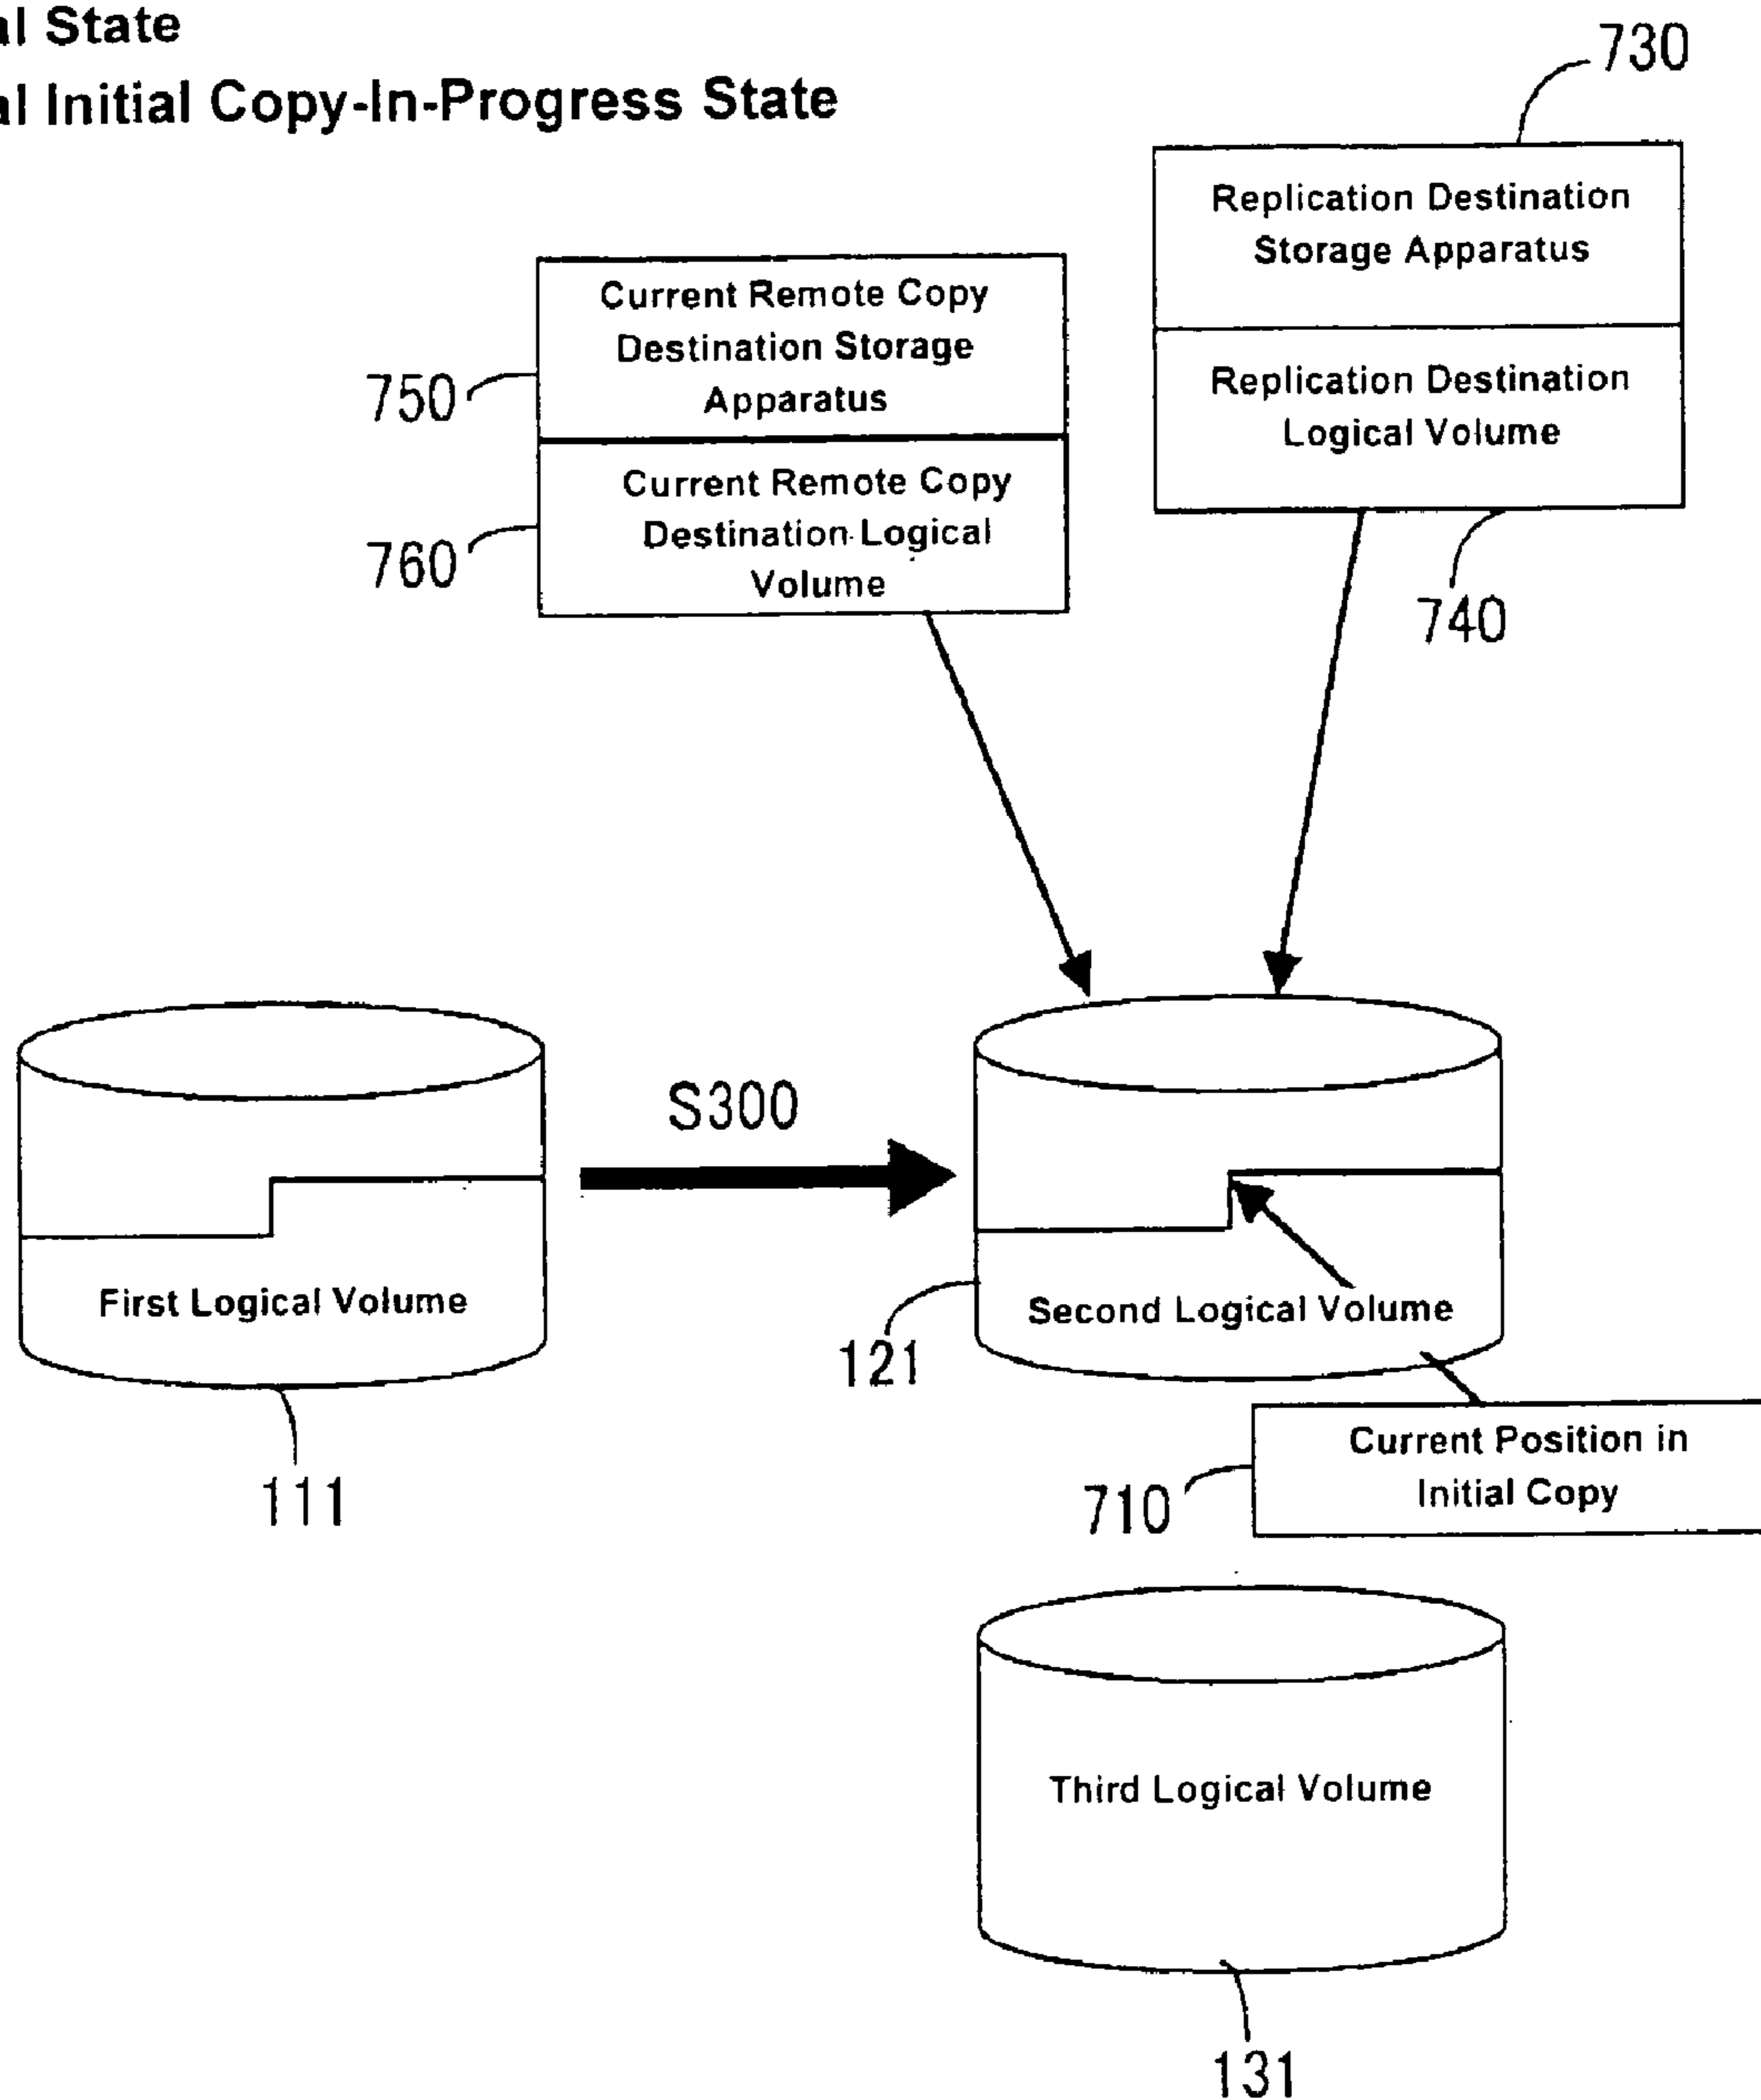 al State
al Initial Copy-In-Progress State
730
Replication Destination
Storage Apparatus
Replication Destination
Logical Volume
740
Current Remote Copy
Destination Storage
Apparatus
750
Current Remote Copy
Destination Logical
Volume
760
S300
First Logical Volume
111
Second Logical Volume
121
Current Position in
Initial Copy
710
Third Logical Volume
131